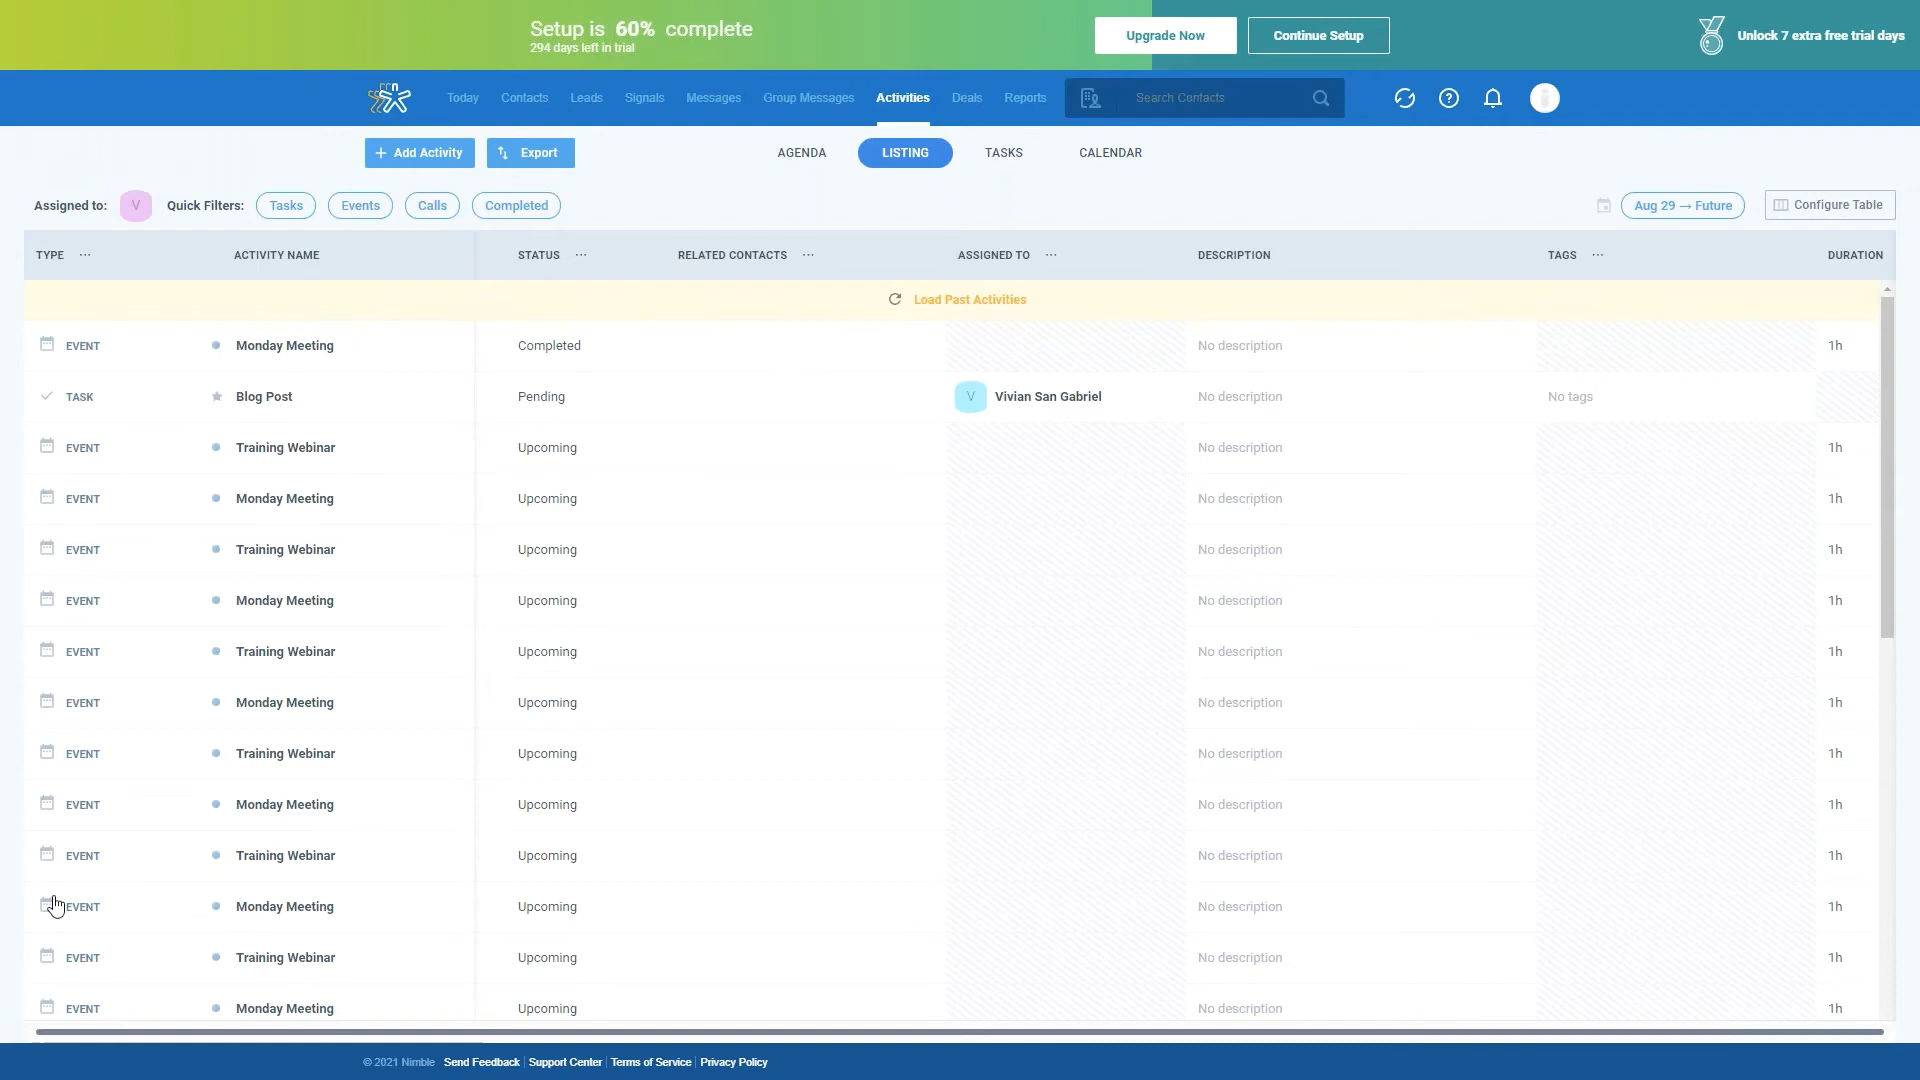 Setup is 60% complete
294 days left in trial
Upgrade Now
Continue Setup
Unlock 7 extra free trial days
Today Contacts Leads Signals Messages Group Messages Activities Deals Reports
Search Contacts
Add Activity
Export
AGENDA LISTING TASKS CALENDAR
Assigned to: V Quick Filters: Tasks Events Calls Completed
Aug 29 → Future
Configure Table
TYPE ··· ACTIVITY NAME STATUS ··· RELATED CONTACTS ··· ASSIGNED TO ··· DESCRIPTION TAGS ··· DURATION
Load Past Activities
EVENT Monday Meeting Completed No description 1h
TASK Blog Post Pending V Vivian San Gabriel No description No tags
EVENT Training Webinar Upcoming No description 1h
EVENT Monday Meeting Upcoming No description 1h
EVENT Training Webinar Upcoming No description 1h
EVENT Monday Meeting Upcoming No description 1h
EVENT Training Webinar Upcoming No description 1h
EVENT Monday Meeting Upcoming No description 1h
EVENT Training Webinar Upcoming No description 1h
EVENT Monday Meeting Upcoming No description 1h
EVENT Training Webinar Upcoming No description 1h
EVENT Monday Meeting Upcoming No description 1h
EVENT Training Webinar Upcoming No description 1h
EVENT Monday Meeting Upcoming No description 1h
© 2021 Nimble Send Feedback | Support Center | Terms of Service | Privacy Policy